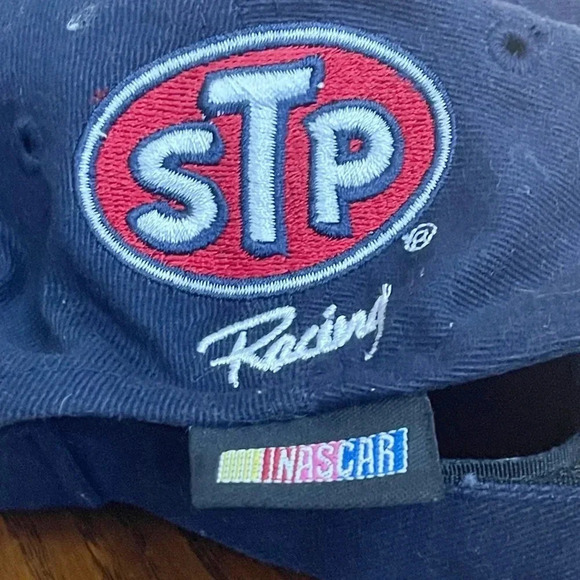 STP
®
Racing
NASCAR